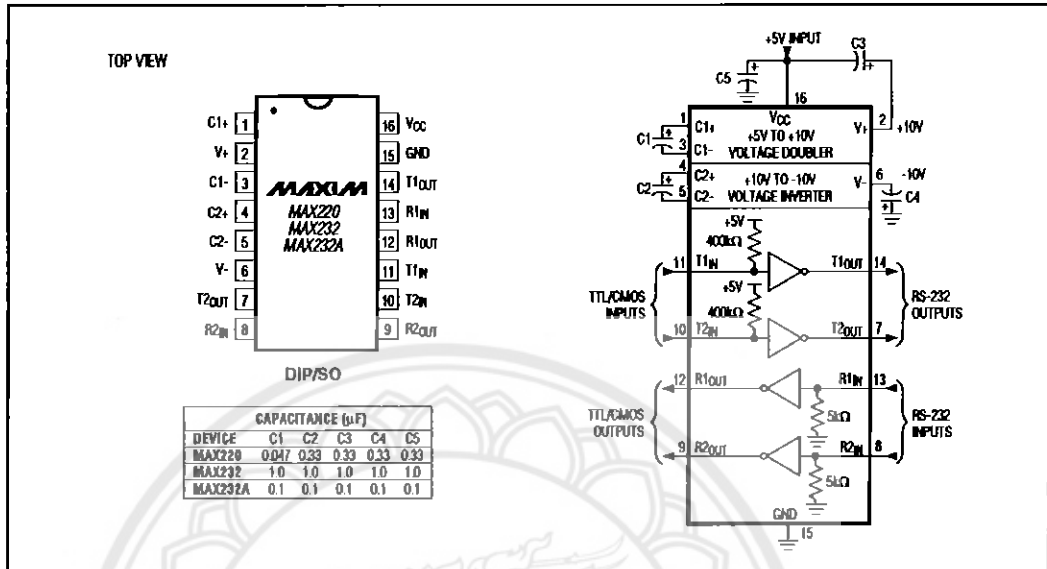 TOP VIEW
C1+ 1
V+ 2
C1- 3
C2+ 4
C2- 5
V- 6
T2OUT 7
R2IN 8
16 VCC
15 GND
14 T1OUT
13 R1IN
12 R1OUT
11 T1IN
10 T2IN
9 R2OUT
MAXIM
MAX220
MAX232
MAX232A
DIP/SO
CAPACITANCE (µF)
DEVICE C1 C2 C3 C4 C5
MAX220 0.047 0.33 0.33 0.33 0.33
MAX232 1.0 1.0 1.0 1.0 1.0
MAX232A 0.1 0.1 0.1 0.1 0.1
+5V INPUT
C3
C5
16
VCC
1 C1+
C1
3 C1-
+5V TO +10V
VOLTAGE DOUBLER
V+ 2 +10V
4 C2+
C2
5 C2-
+10V TO -10V
VOLTAGE INVERTER
V- 6 -10V
C4
+5V
400kΩ
11 T1IN
T1OUT 14
+5V
400kΩ
TTL/CMOS
INPUTS
RS-232
OUTPUTS
10 T2IN
T2OUT 7
12 R1OUT
R1IN 13
5kΩ
TTL/CMOS
OUTPUTS
RS-232
INPUTS
9 R2OUT
R2IN 8
5kΩ
GND
15